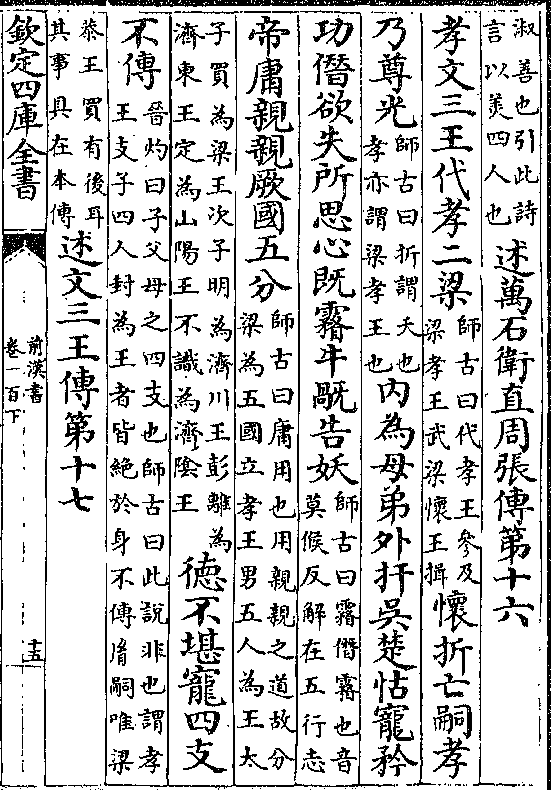 淑善也引此詩
言以美四人也
述萬石衛直周張傳第十六
孝文三王代孝二梁
師古曰代孝王參及
梁孝王武梁懷王揖
懷折亡嗣孝
乃尊光
師古曰折謂夭也
孝亦謂梁孝王也
内為母弟外扞吳楚怙寵矜
功僭欲失所思心既霿牛旤告妖
師古曰霿僭霿也音
莫候反解在五行志
帝庸親親厥國五分
師古曰庸用也用親親之道故分
梁為五國立孝王男五人為王太
子買為梁王次子明為濟川王彭離為
濟東王定為山陽王不識為濟陰王
德不堪寵四支
不傳
晉灼曰子父母之四支也師古曰此說非也謂孝
王支子四人封為王者皆絶於身不傳胤嗣唯梁
恭王買有後耳
其事具在本傳
述文三王傳第十七
欽定四庫全書
前漢書
卷一百下
十五